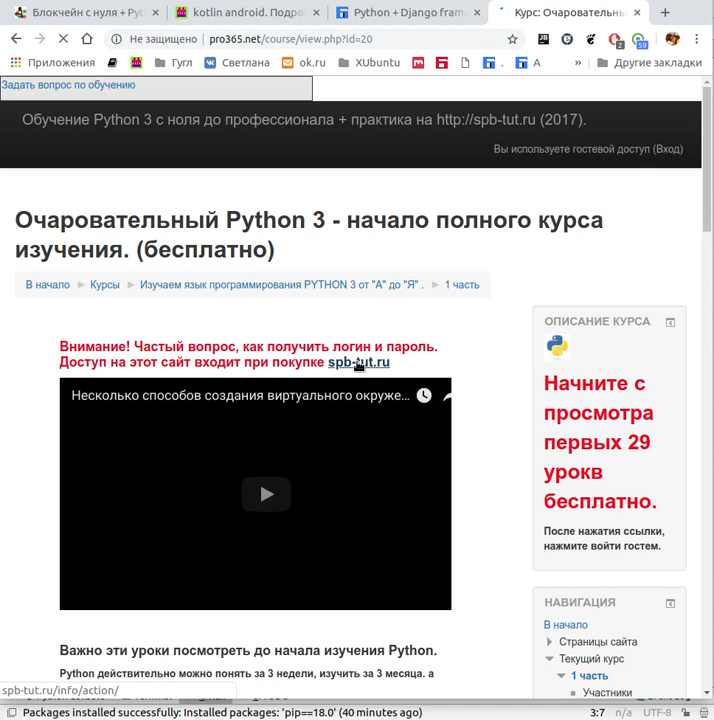 Блокчейн с нуля + Pyt
kotlin android. Подро
Python + Django fram
Курс: Очаровательны
Не защищено | pro365.net/course/view.php?id=20
Приложения Гугл Светлана ok.ru XUbuntu . А » Другие закладки
Задать вопрос по обучению
Обучение Python 3 с ноля до профессионала + практика на http://spb-tut.ru (2017).
Вы используете гостевой доступ (Вход)
Очаровательный Python 3 - начало полного курса
изучения. (бесплатно)
В начало ► Курсы ► Изучаем язык программирования PYTHON 3 от "А" до "Я" . ► 1 часть
Внимание! Частый вопрос, как получить логин и пароль.
Доступ на этот сайт входит при покупке spb-tut.ru
Несколько способов создания виртуального окруже...
Важно эти уроки посмотреть до начала изучения Python.
Python действительно можно понять за 3 недели, изучить за 3 месяца. а
ОПИСАНИЕ КУРСА
Начните с
просмотра
первых 29
урокв
бесплатно.
После нажатия ссылки,
нажмите войти гостем.
НАВИГАЦИЯ
В начало
Страницы сайта
Текущий курс
1 часть
Участники
spb-tut.ru/info/action/
Packages installed successfully: Installed packages: 'pip==18.0' (40 minutes ago) 3:7 n/a UTF-8